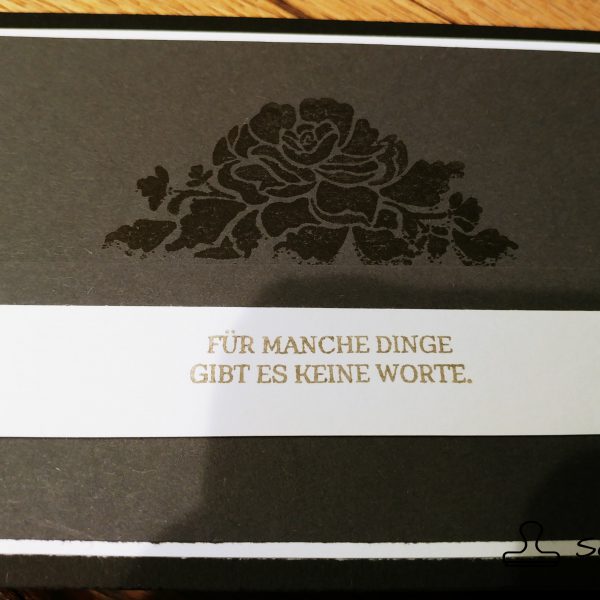 FÜR MANCHE DINGE
GIBT ES KEINE WORTE.